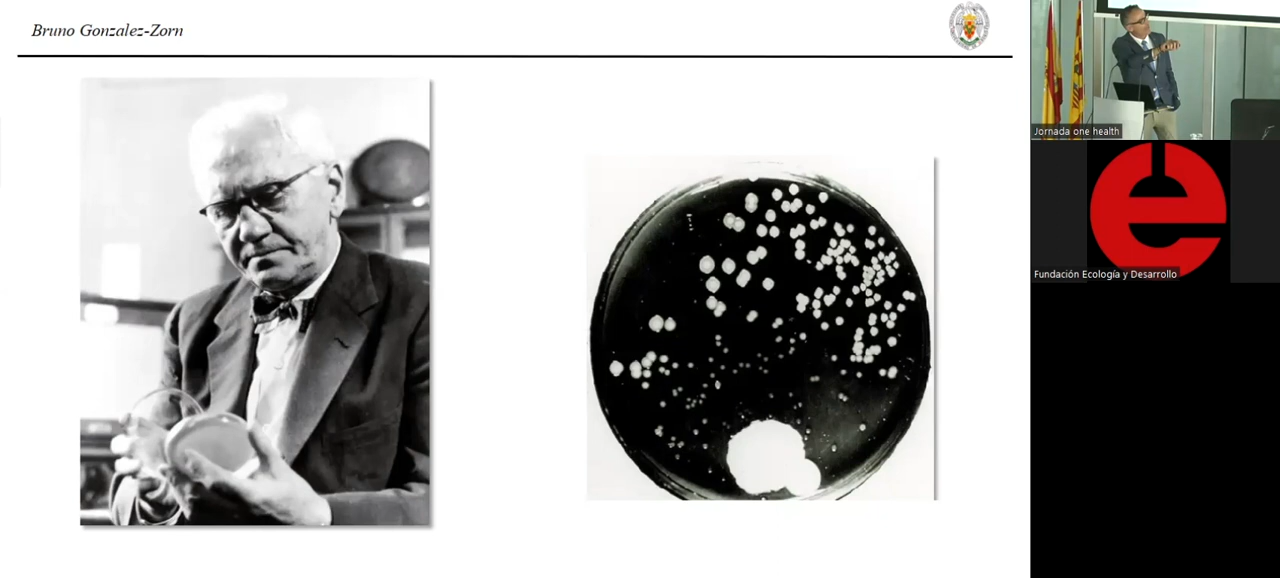 Bruno Gonzalez-Zorn
Jornada one health
Fundación Ecología y Desarrollo